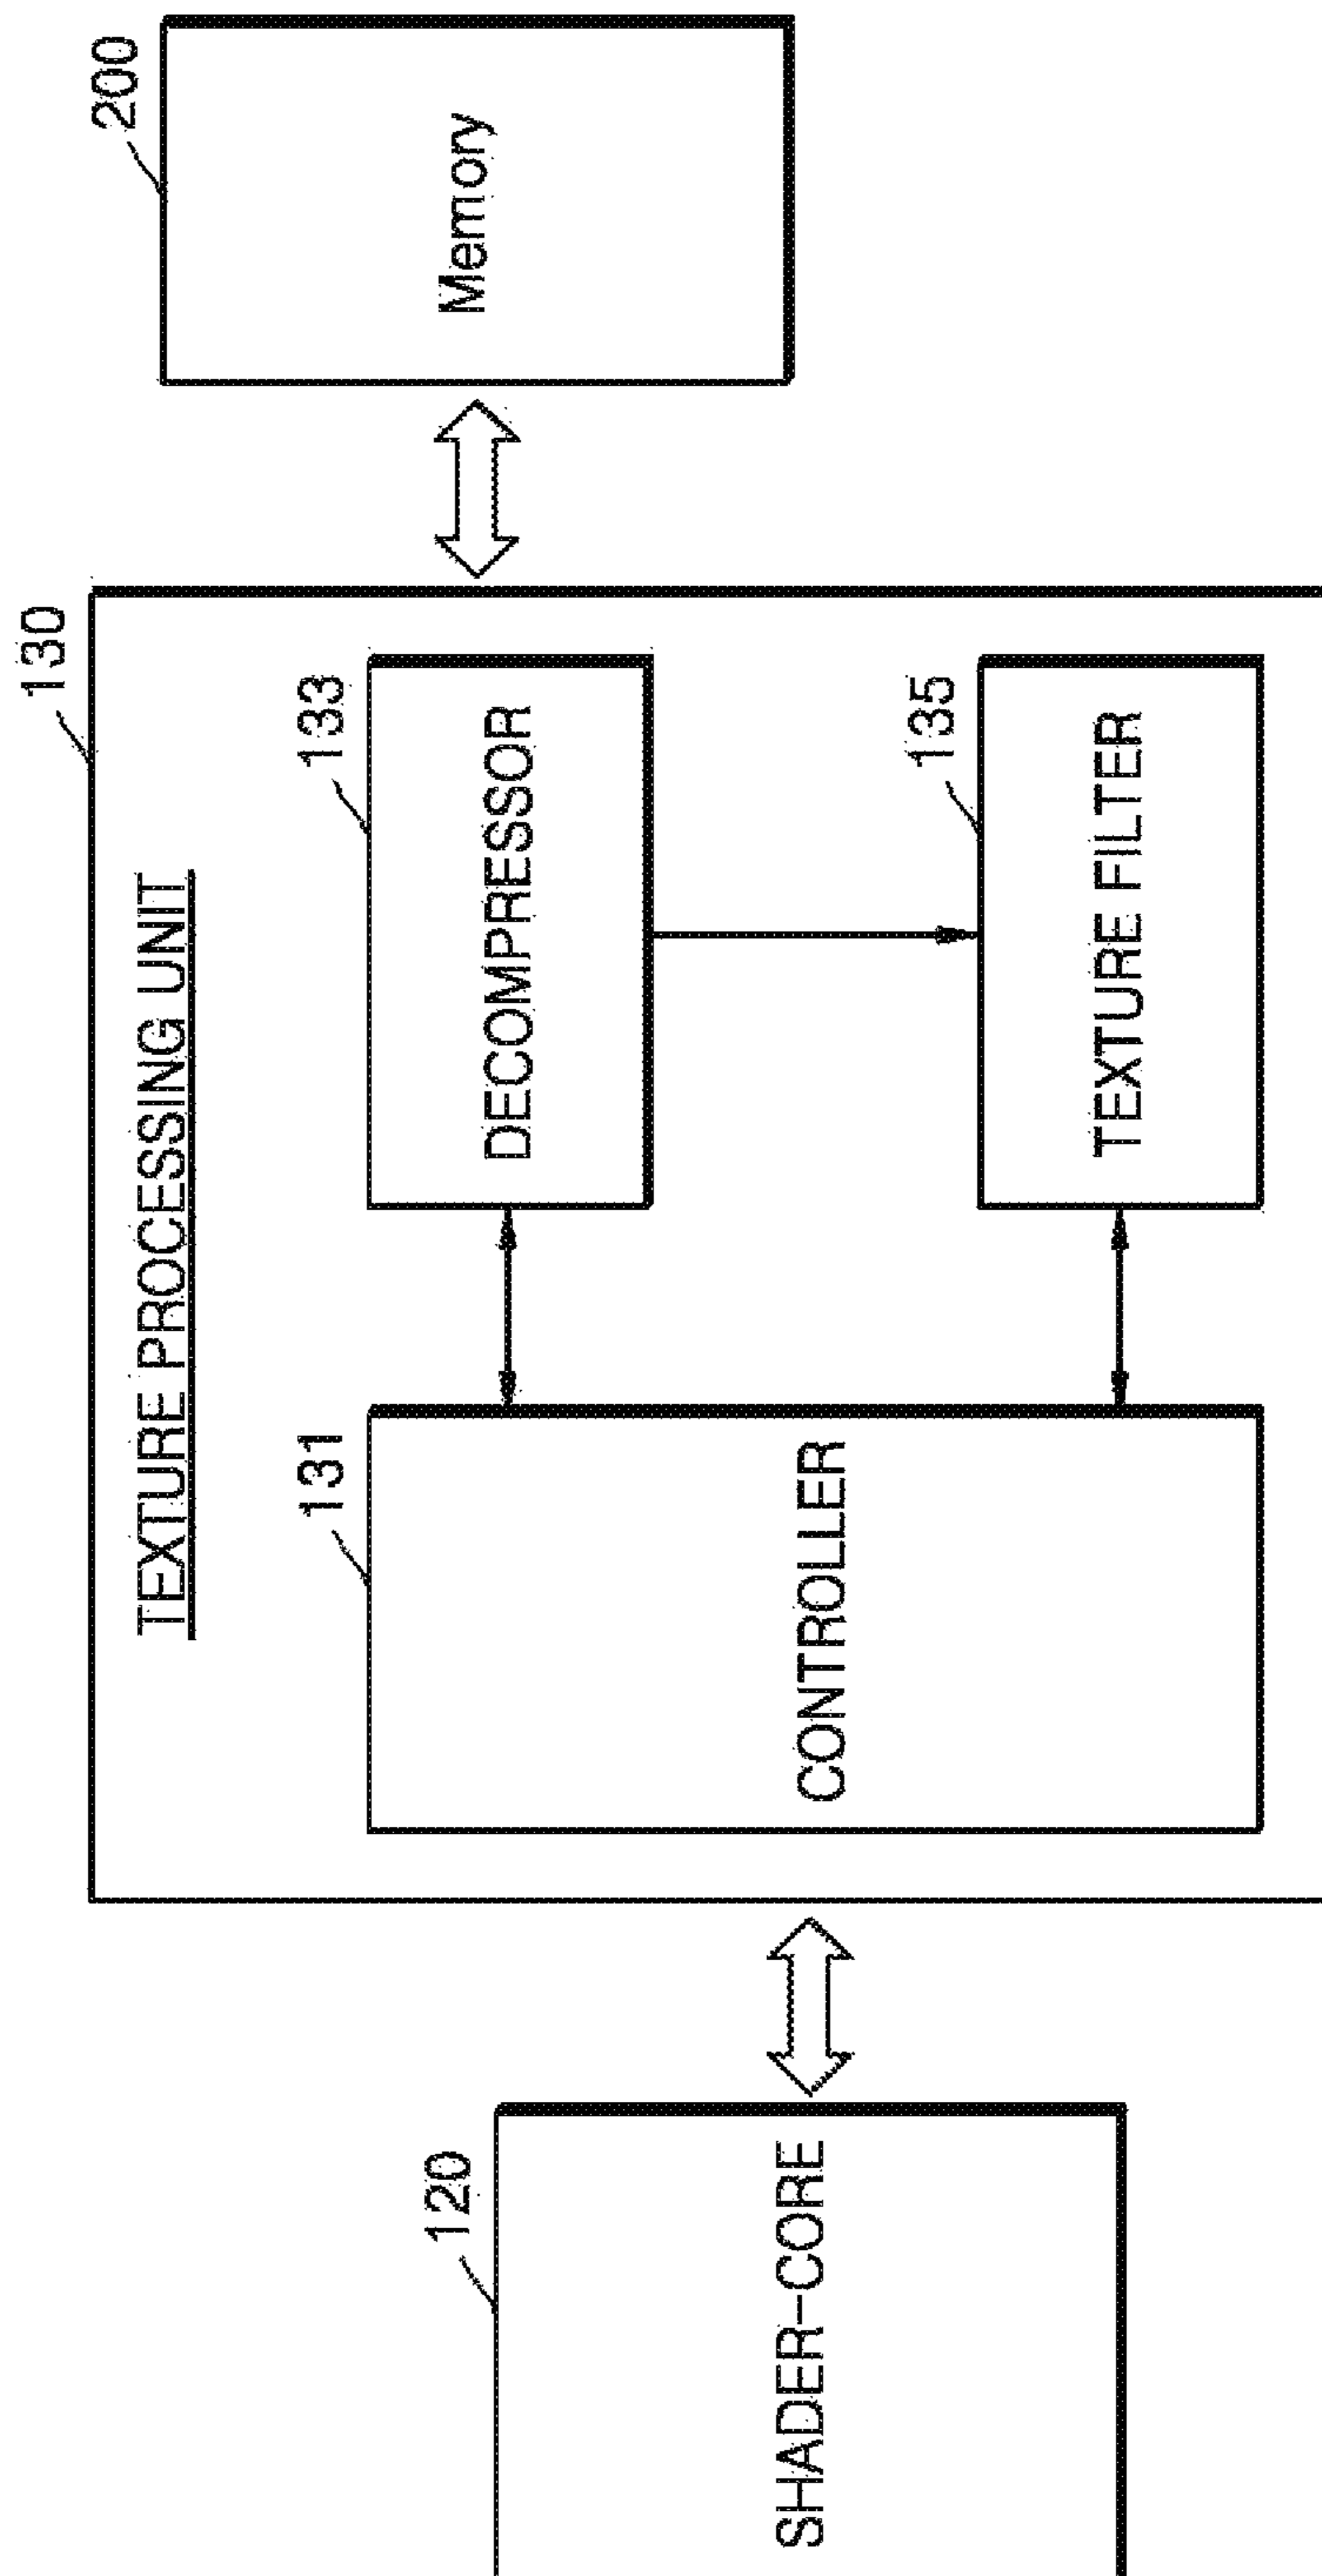 120
SHADER-CORE
130
TEXTURE PROCESSING UNIT
131
CONTROLLER
133
DECOMPRESSOR
135
TEXTURE FILTER
200
Memory